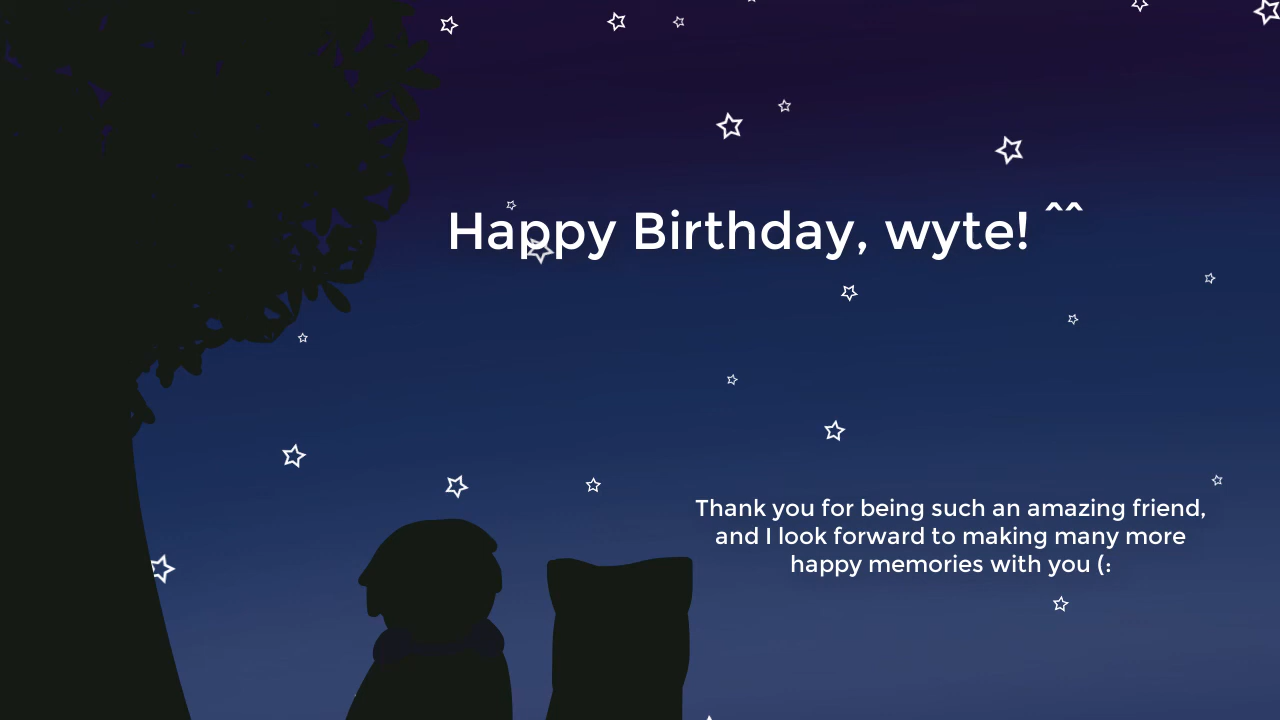 Happy Birthday, wyte! ^^
Thank you for being such an amazing friend,
and I look forward to making many more
happy memories with you (: